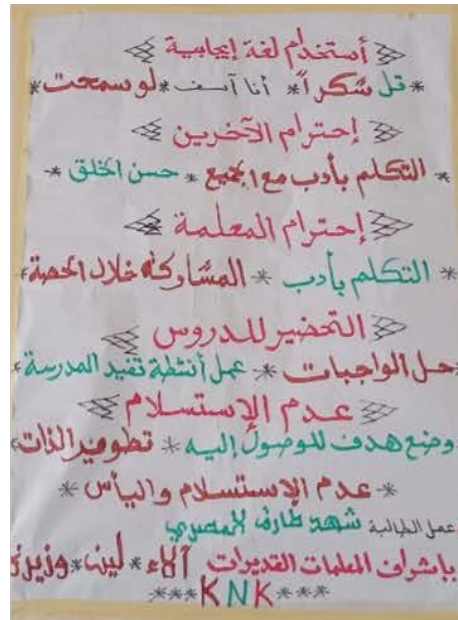 أستخدام لغة إيجابية
* قل شكراً * أنا آسف * لو سمحت *
إحترام الآخرين
* التكلم بأدب مع الجميع * حسن الخلق *
إحترام المعلمة
* التكلم بأدب * المشاركة خلال الحصة *
التحضير للدروس
* حل الواجبات * عمل أنشطة تفيد المدرسة *
عدم الإستسلام
وضع هدف للوصول إليه * تطوير الذات *
* عدم الإستسلام واليأس *
عمل الطالبة شهد طارق المصري
بإشراف المعلمات القديرات آلاء * لين * وزيرة
*** KNK ***